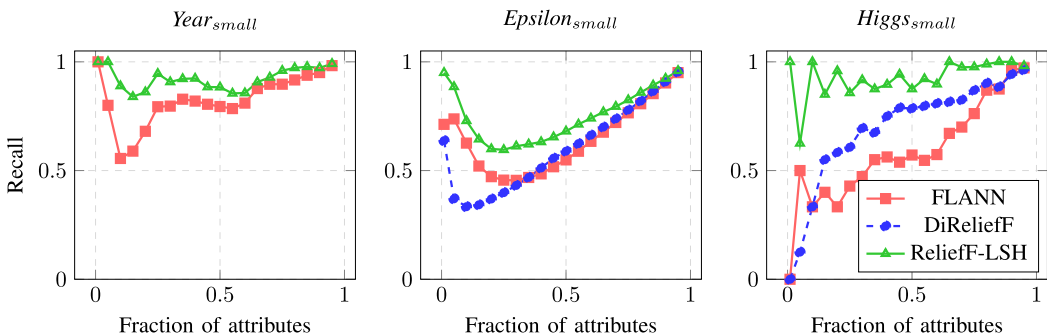 Year_small Epsilon_small Higgs_small
Recall
1 1 1
0.5 0.5 0.5
0 0 0
FLANN
DiReliefF
ReliefF-LSH
0 0.5 1 0 0.5 1 0 0.5 1
Fraction of attributes Fraction of attributes Fraction of attributes